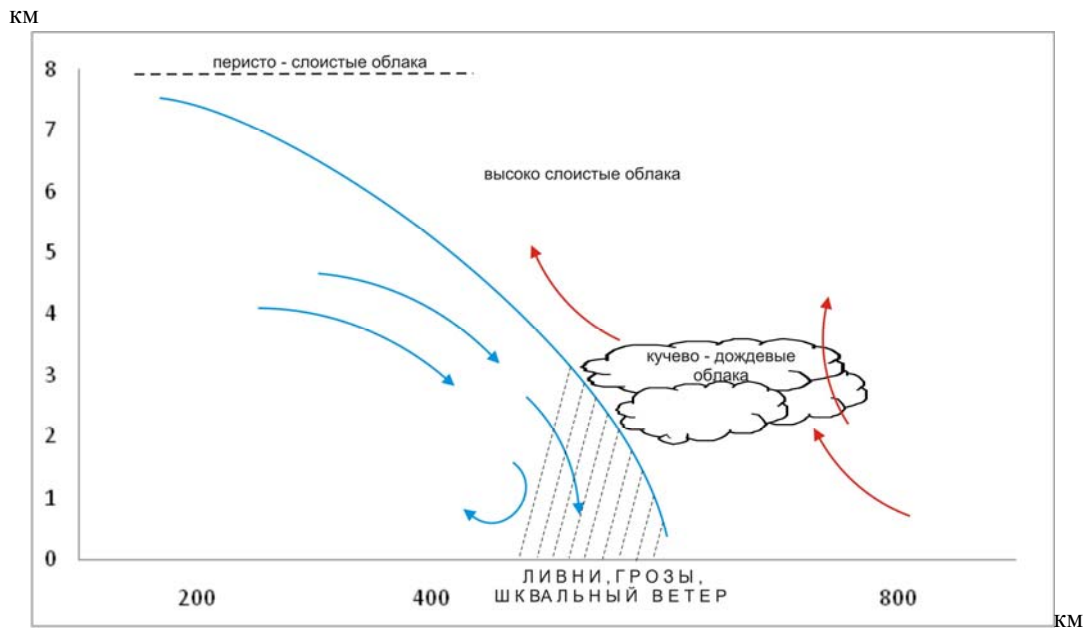 км
8
перисто - слоистые облака
7
6
высоко слоистые облака
5
4
3
кучево - дождевые
облака
2
1
0
ЛИВНИ, ГРОЗЫ,
ШКВАЛЬНЫЙ ВЕТЕР
200
400
800
км